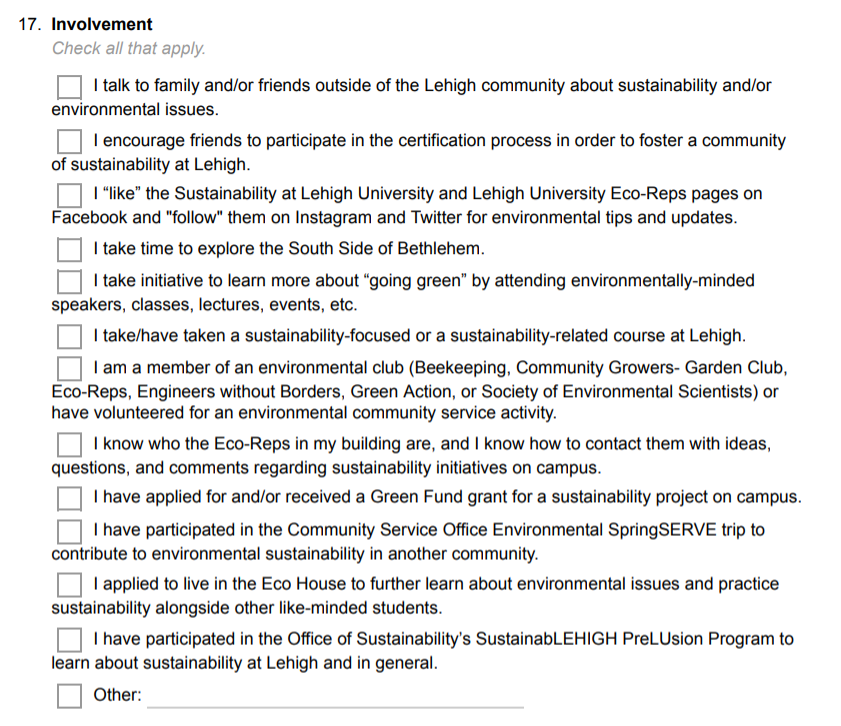 17. Involvement
Check all that apply.
I talk to family and/or friends outside of the Lehigh community about sustainability and/or
environmental issues.
I encourage friends to participate in the certification process in order to foster a community
of sustainability at Lehigh.
I “like” the Sustainability at Lehigh University and Lehigh University Eco-Reps pages on
Facebook and "follow" them on Instagram and Twitter for environmental tips and updates.
I take time to explore the South Side of Bethlehem.
I take initiative to learn more about “going green” by attending environmentally-minded
speakers, classes, lectures, events, etc.
I take/have taken a sustainability-focused or a sustainability-related course at Lehigh.
I am a member of an environmental club (Beekeeping, Community Growers- Garden Club,
Eco-Reps, Engineers without Borders, Green Action, or Society of Environmental Scientists) or
have volunteered for an environmental community service activity.
I know who the Eco-Reps in my building are, and I know how to contact them with ideas,
questions, and comments regarding sustainability initiatives on campus.
I have applied for and/or received a Green Fund grant for a sustainability project on campus.
I have participated in the Community Service Office Environmental SpringSERVE trip to
contribute to environmental sustainability in another community.
I applied to live in the Eco House to further learn about environmental issues and practice
sustainability alongside other like-minded students.
I have participated in the Office of Sustainability’s SustainabLEHIGH PreLUsion Program to
learn about sustainability at Lehigh and in general.
Other: